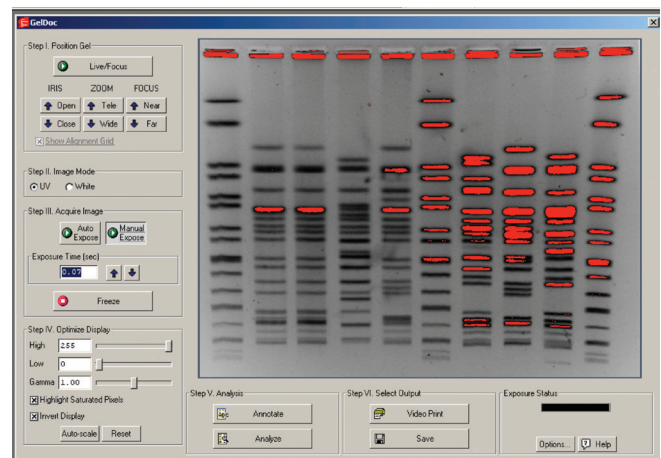 GelDoc
Step I. Position Gel
Live/Focus
IRIS ZOOM FOCUS
Open Tele Near
Close Wide Far
Show Alignment Grid
Step II. Image Mode
UV White
Step III. Acquire Image
Auto Expose
Manual Expose
Exposure Time (sec)
0.07
Freeze
Step IV. Optimize Display
High 255
Low 0
Gamma 1.00
Highlight Saturated Pixels
Invert Display
Auto-scale Reset
Step V. Analysis
Annotate
Analyze
Step VI. Select Output
Video Print
Save
Exposure Status
Options... Help